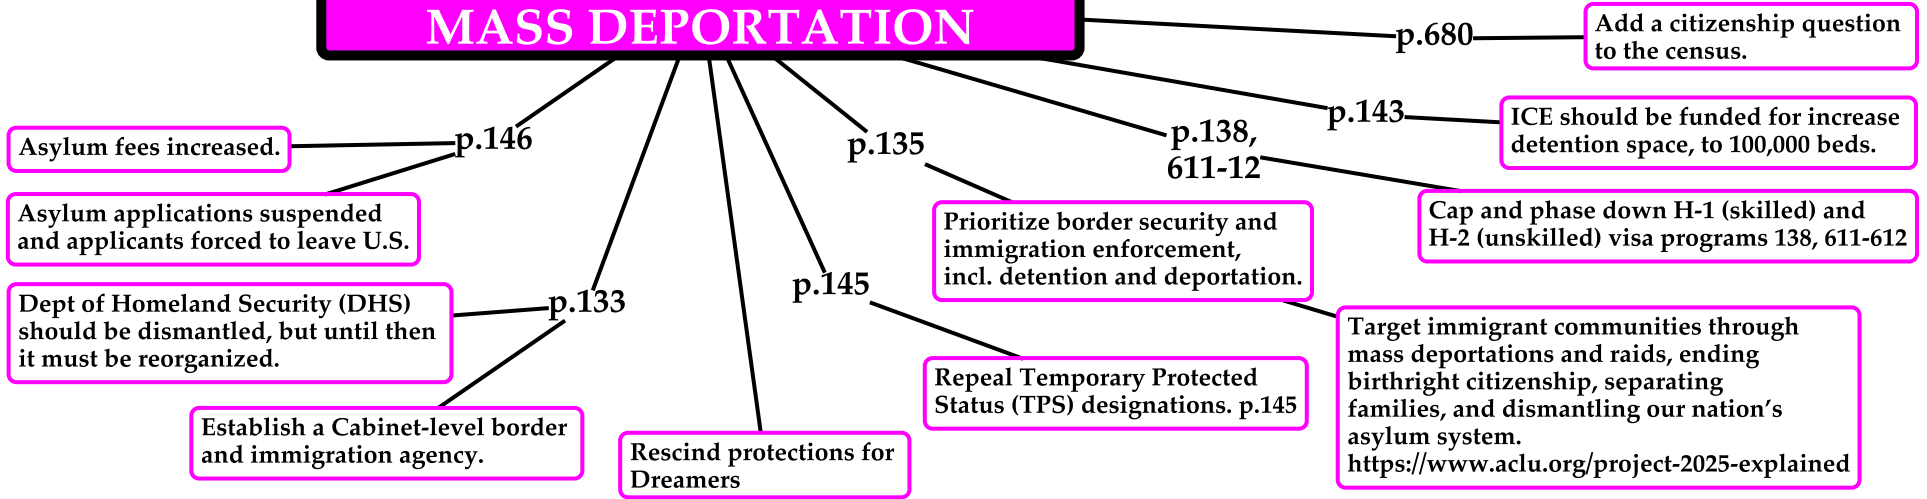 MASS DEPORTATION
p.680
Add a citizenship question
to the census.
p.143
ICE should be funded for increase
detention space, to 100,000 beds.
p.138,
611-12
Cap and phase down H-1 (skilled) and
H-2 (unskilled) visa programs 138, 611-612
p.135
Prioritize border security and
immigration enforcement,
incl. detention and deportation.
Target immigrant communities through
mass deportations and raids, ending
birthright citizenship, separating
families, and dismantling our nation’s
asylum system.
https://www.aclu.org/project-2025-explained
p.145
Repeal Temporary Protected
Status (TPS) designations. p.145
Rescind protections for
Dreamers
p.133
Dept of Homeland Security (DHS)
should be dismantled, but until then
it must be reorganized.
Establish a Cabinet-level border
and immigration agency.
p.146
Asylum fees increased.
Asylum applications suspended
and applicants forced to leave U.S.